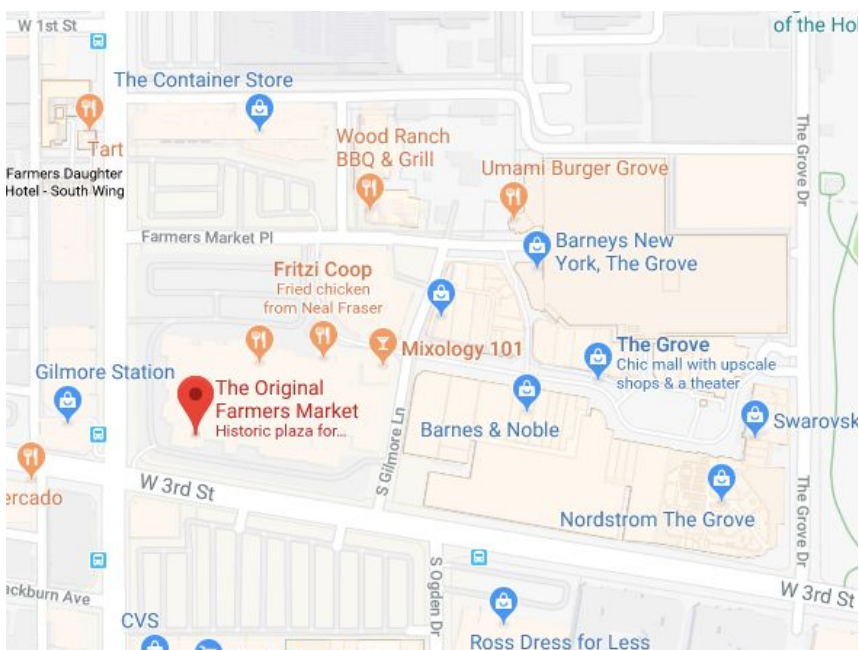 W 1st St
of the Hol
The Container Store
Tart
Wood Ranch
BBQ & Grill
Umami Burger Grove
The Grove Dr
Farmers Daughter
Hotel - South Wing
Farmers Market Pl
Barneys New
York, The Grove
Fritzi Coop
Fried chicken
from Neal Fraser
Mixology 101
The Grove
Chic mall with upscale
shops & a theater
Gilmore Station
The Original
Farmers Market
Historic plaza for...
S Gilmore Ln
Barnes & Noble
Swarovsk
ercado
W 3rd St
Nordstrom The Grove
The Grove Dr
S Ogden Dr
W 3rd St
ackburn Ave
CVS
Ross Dress for Less